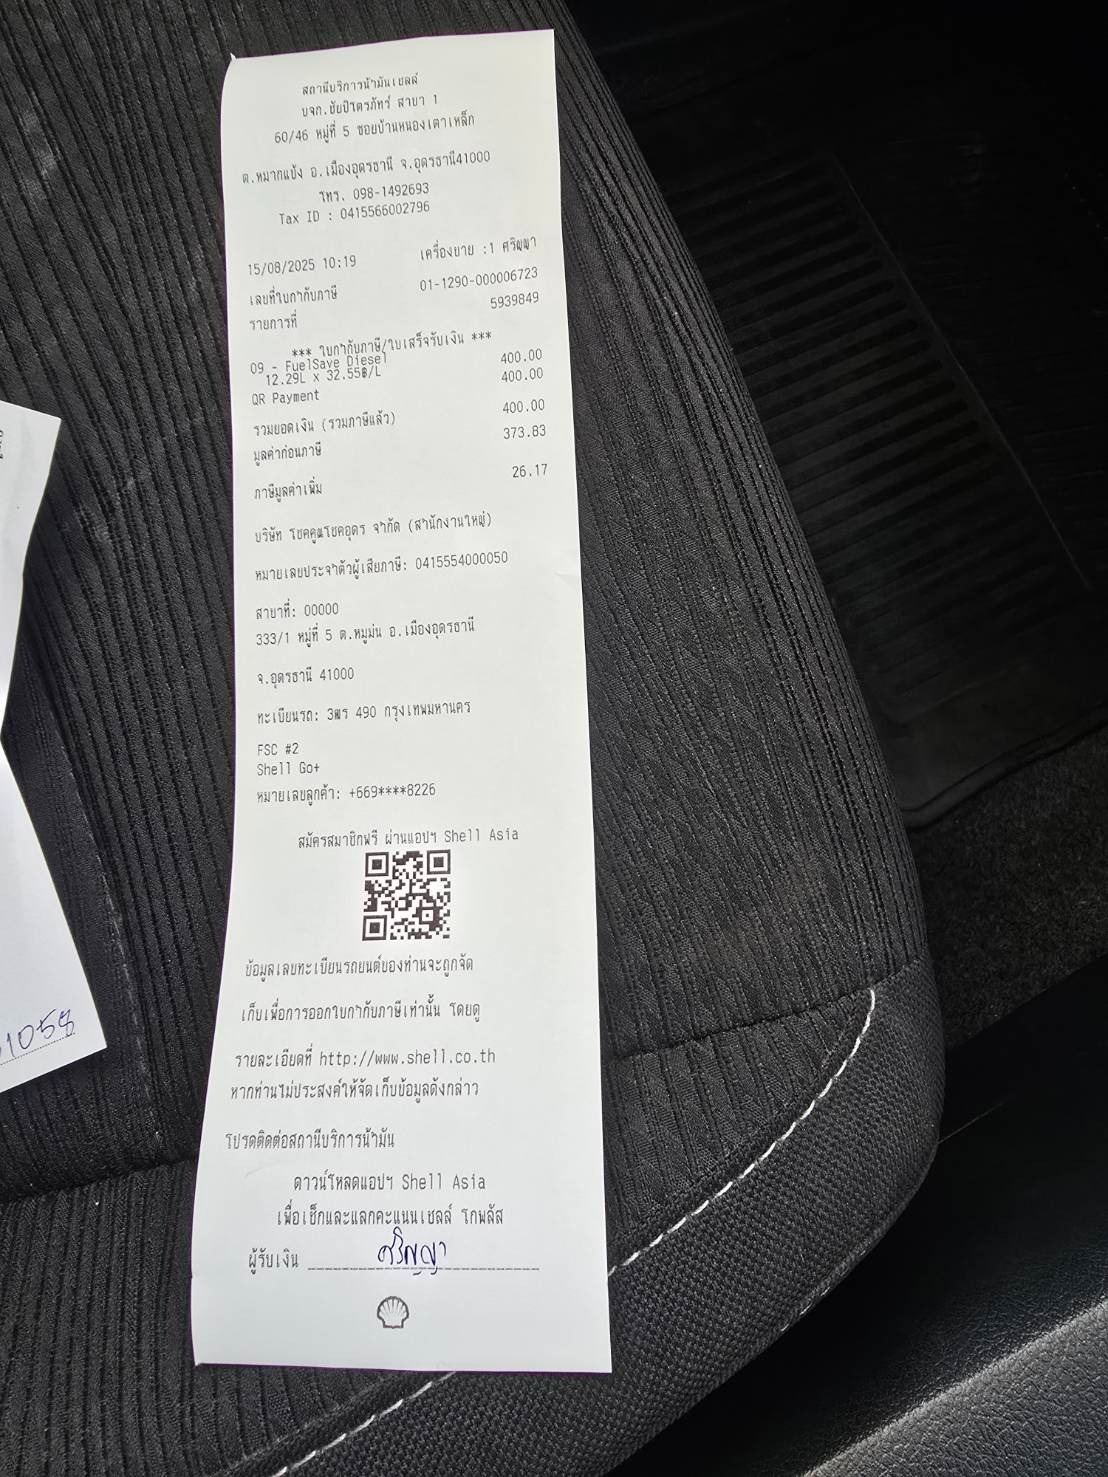 สถานีบริการน้ำมันเชลล์
บจก.ชัยปิโตรภัทร์ สาขา 1
60/46 หมู่ที่ 5 ซอยบ้านหนองเตาเหล็ก
ต.หมากแข้ง อ.เมืองอุดรธานี จ.อุดรธานี41000
โทร. 098-1492693
Tax ID : 0415566002796
15/08/2025 10:19 เครื่องขาย :1 ศริญญา
เลขที่ใบกำกับภาษี 01-1290-000006723
รายการที่ 5939849
*** ใบกำกับภาษี/ใบเสร็จรับเงิน ***
09 - FuelSave Diesel 400.00
12.29L x 32.55฿/L
QR Payment 400.00
รวมยอดเงิน (รวมภาษีแล้ว) 400.00
มูลค่าก่อนภาษี 373.83
ภาษีมูลค่าเพิ่ม 26.17
บริษัท โชคคูณโชคอุดร จำกัด (สำนักงานใหญ่)
หมายเลขประจำตัวผู้เสียภาษี: 0415554000050
สาขาที่: 00000
333/1 หมู่ที่ 5 ต.หมูม่น อ.เมืองอุดรธานี
จ.อุดรธานี 41000
ทะเบียนรถ: 3ฒร 490 กรุงเทพมหานคร
FSC #2
Shell Go+
หมายเลขลูกค้า: +669****8226
สมัครสมาชิกฟรี ผ่านแอปฯ Shell Asia
ข้อมูลเลขทะเบียนรถยนต์ของท่านจะถูกจัด
เก็บเพื่อการออกใบกำกับภาษีเท่านั้น โดยดู
รายละเอียดที่ http://www.shell.co.th
หากท่านไม่ประสงค์ให้จัดเก็บข้อมูลดังกล่าว
โปรดติดต่อสถานีบริการน้ำมัน
ดาวน์โหลดแอปฯ Shell Asia
เพื่อเช็กและแลกคะแนนเชลล์ โกพลัส
ผู้รับเงิน ศริญญา
1058